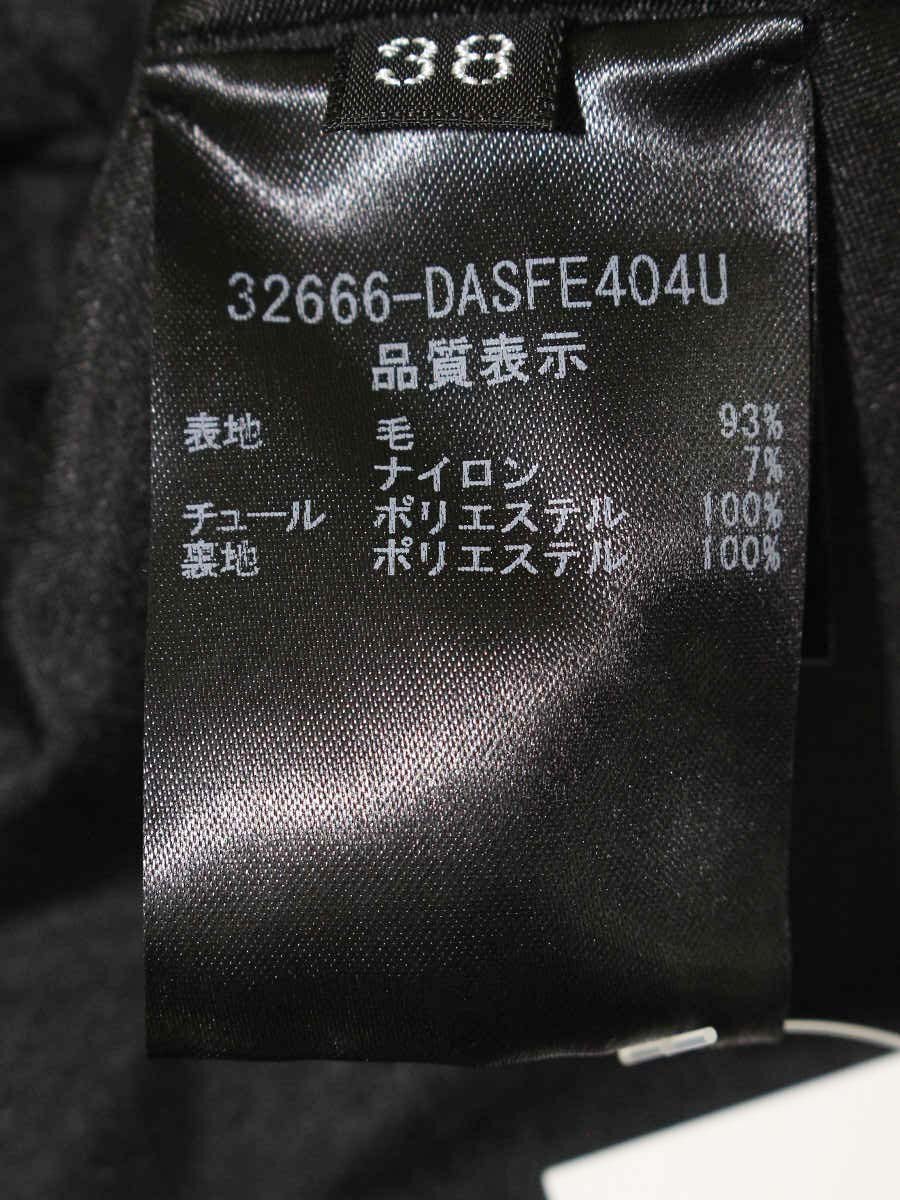 38
32666-DASFE404U
品質表示
表地 毛 93%
ナイロン 7%
チュール ポリエステル 100%
裏地 ポリエステル 100%